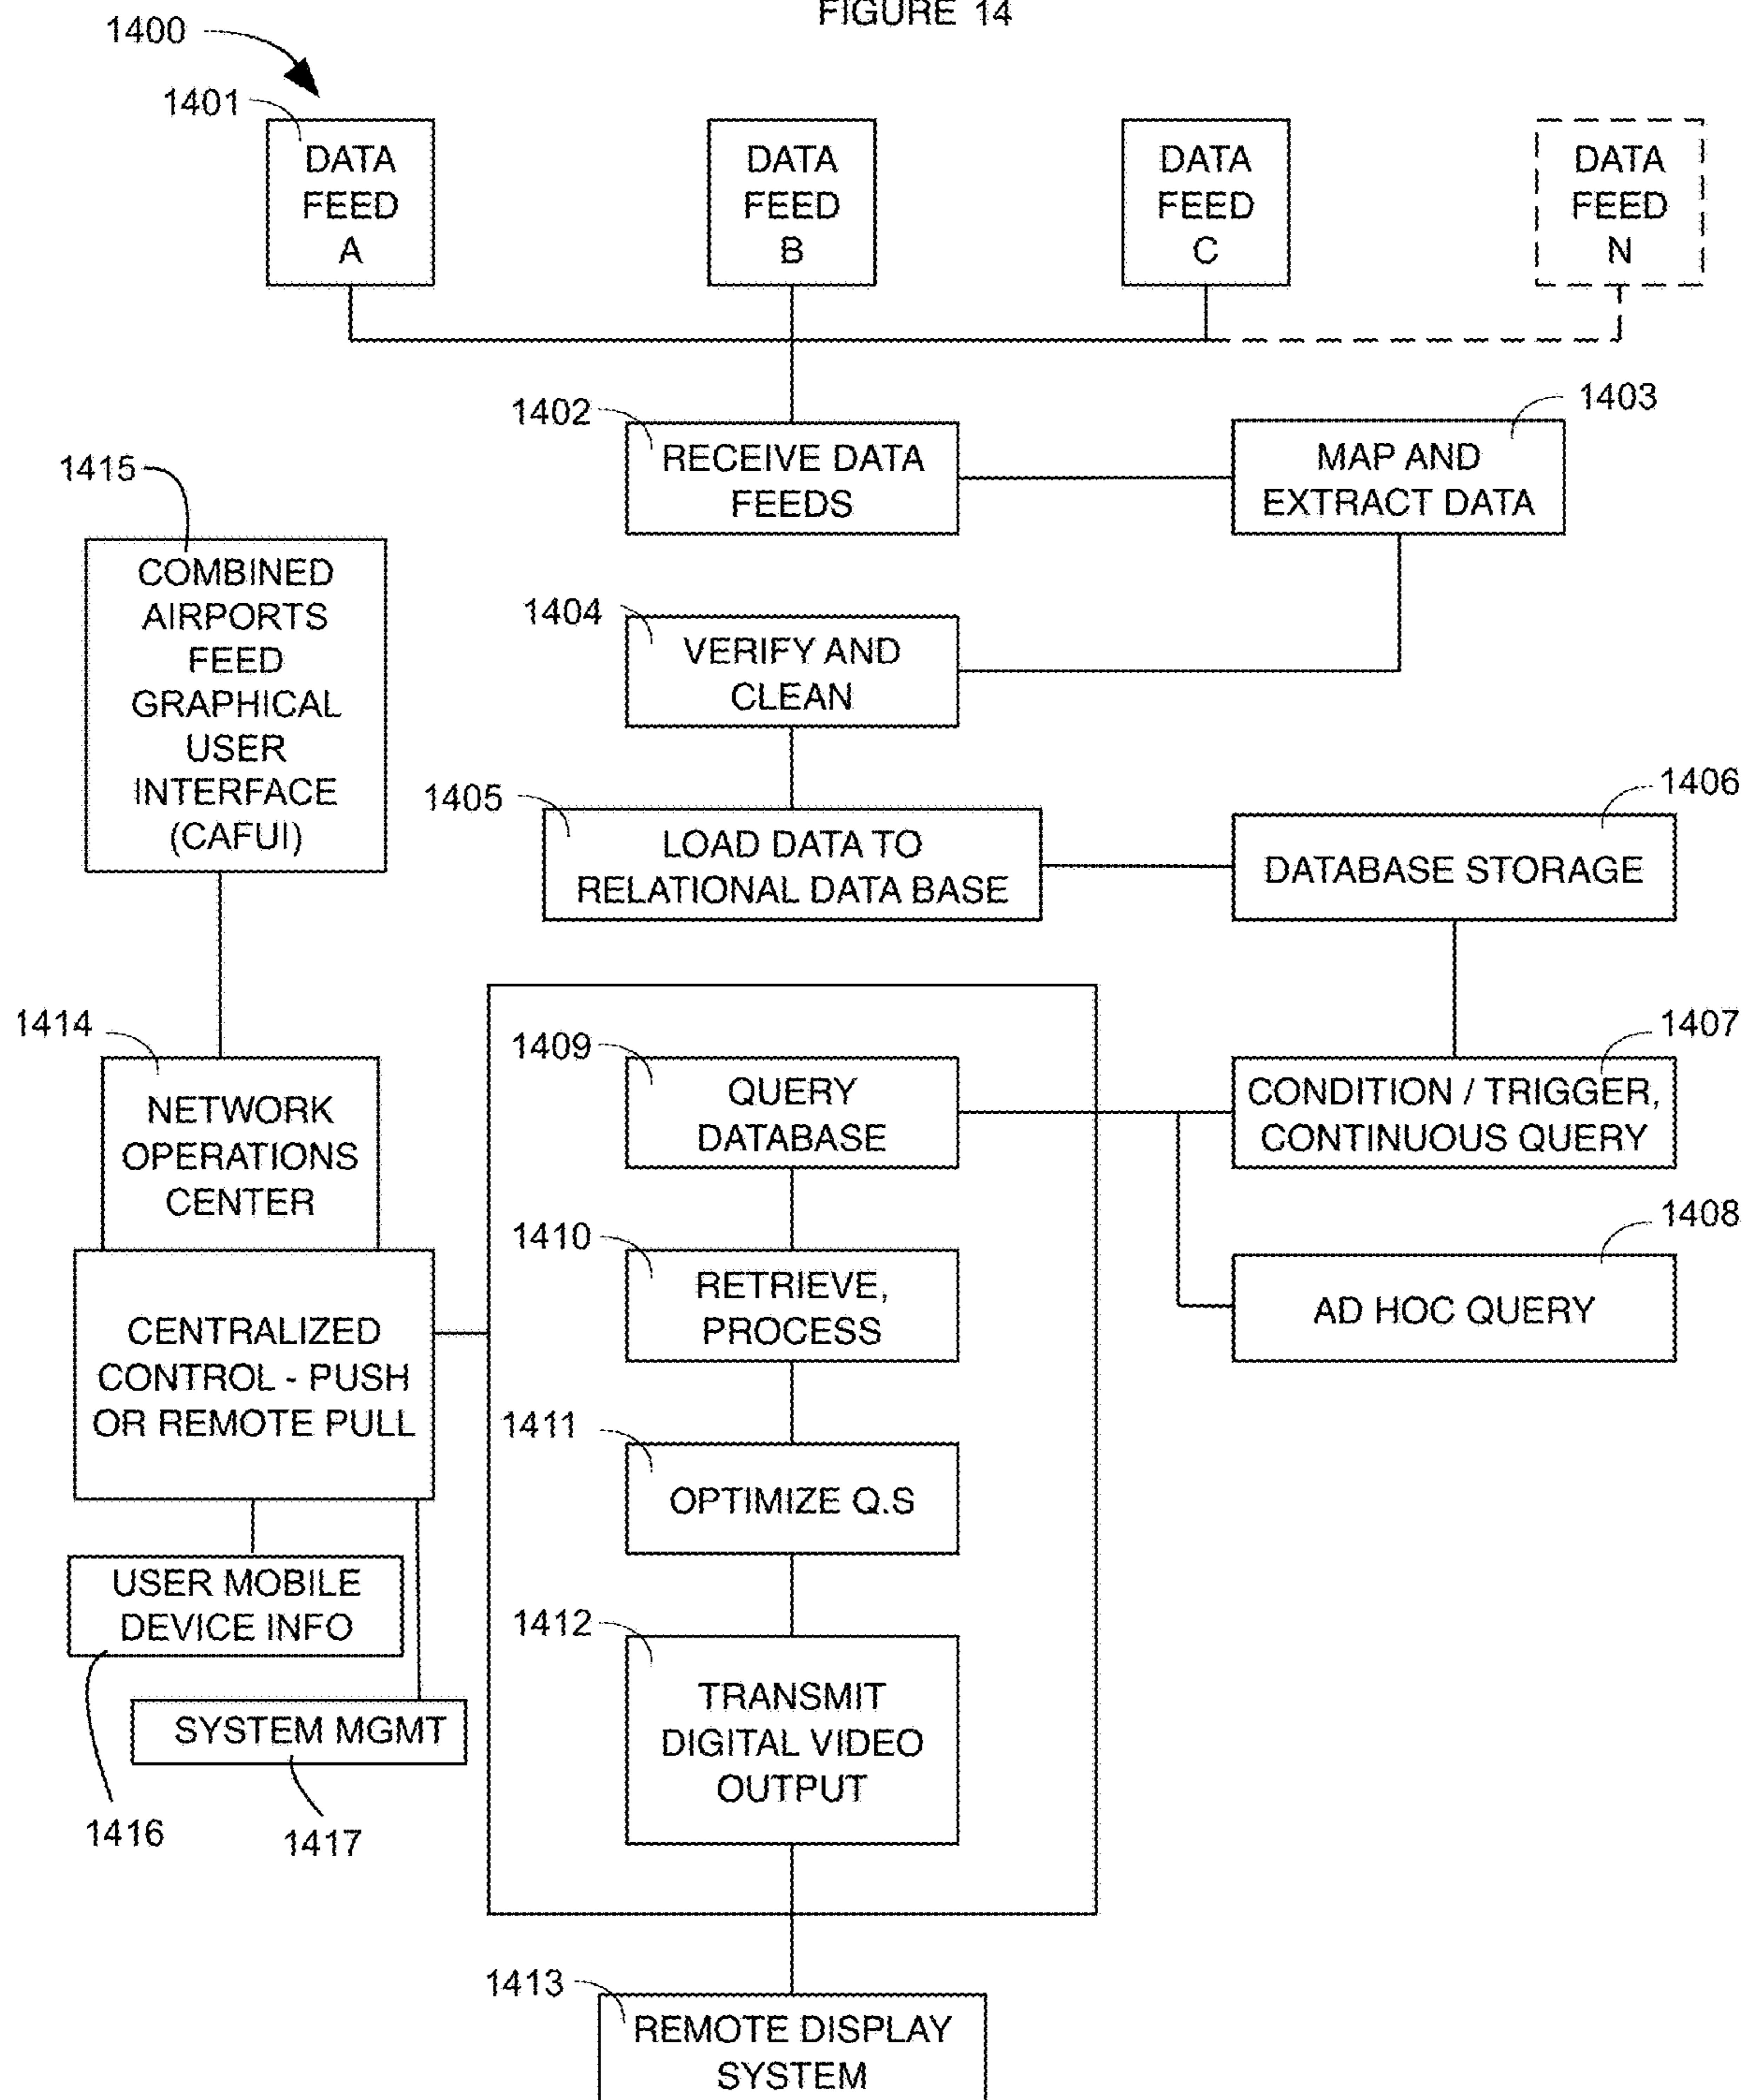 FIGURE 14
1400
1401
DATA
FEED
A
DATA
FEED
B
DATA
FEED
C
DATA
FEED
N
1402
RECEIVE DATA
FEEDS
1403
MAP AND
EXTRACT DATA
1415
COMBINED
AIRPORTS
FEED
GRAPHICAL
USER
INTERFACE
(CAFUI)
1404
VERIFY AND
CLEAN
1405
LOAD DATA TO
RELATIONAL DATA BASE
1406
DATABASE STORAGE
1414
NETWORK
OPERATIONS
CENTER
1409
QUERY
DATABASE
1407
CONDITION / TRIGGER,
CONTINUOUS QUERY
1408
AD HOC QUERY
1410
RETRIEVE,
PROCESS
CENTRALIZED
CONTROL - PUSH
OR REMOTE PULL
1411
OPTIMIZE Q.S
USER MOBILE
DEVICE INFO
1416
SYSTEM MGMT
1417
1412
TRANSMIT
DIGITAL VIDEO
OUTPUT
1413
REMOTE DISPLAY
SYSTEM